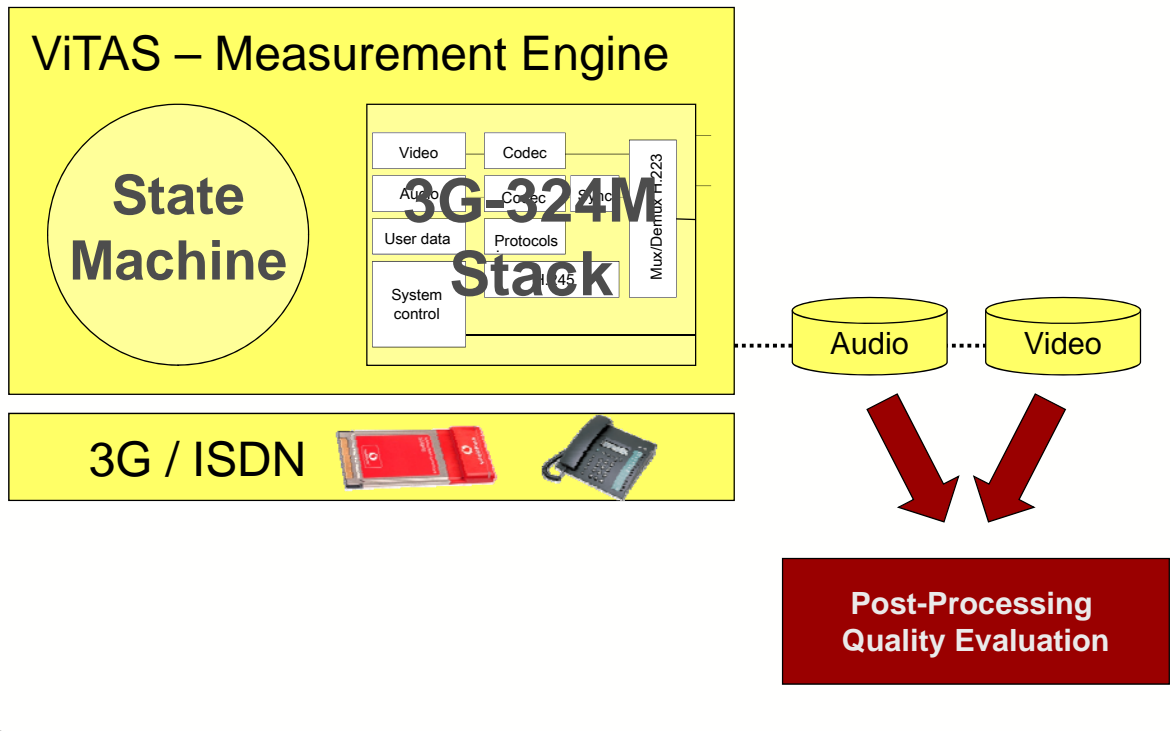 ViTAS – Measurement Engine
State
Machine
3G-324M
Stack
Video
Codec
Audio
Codec
Sync
User data
Protocols
H.245
System
control
Mux/Demux H.223
Audio
Video
3G / ISDN
Post-Processing
Quality Evaluation